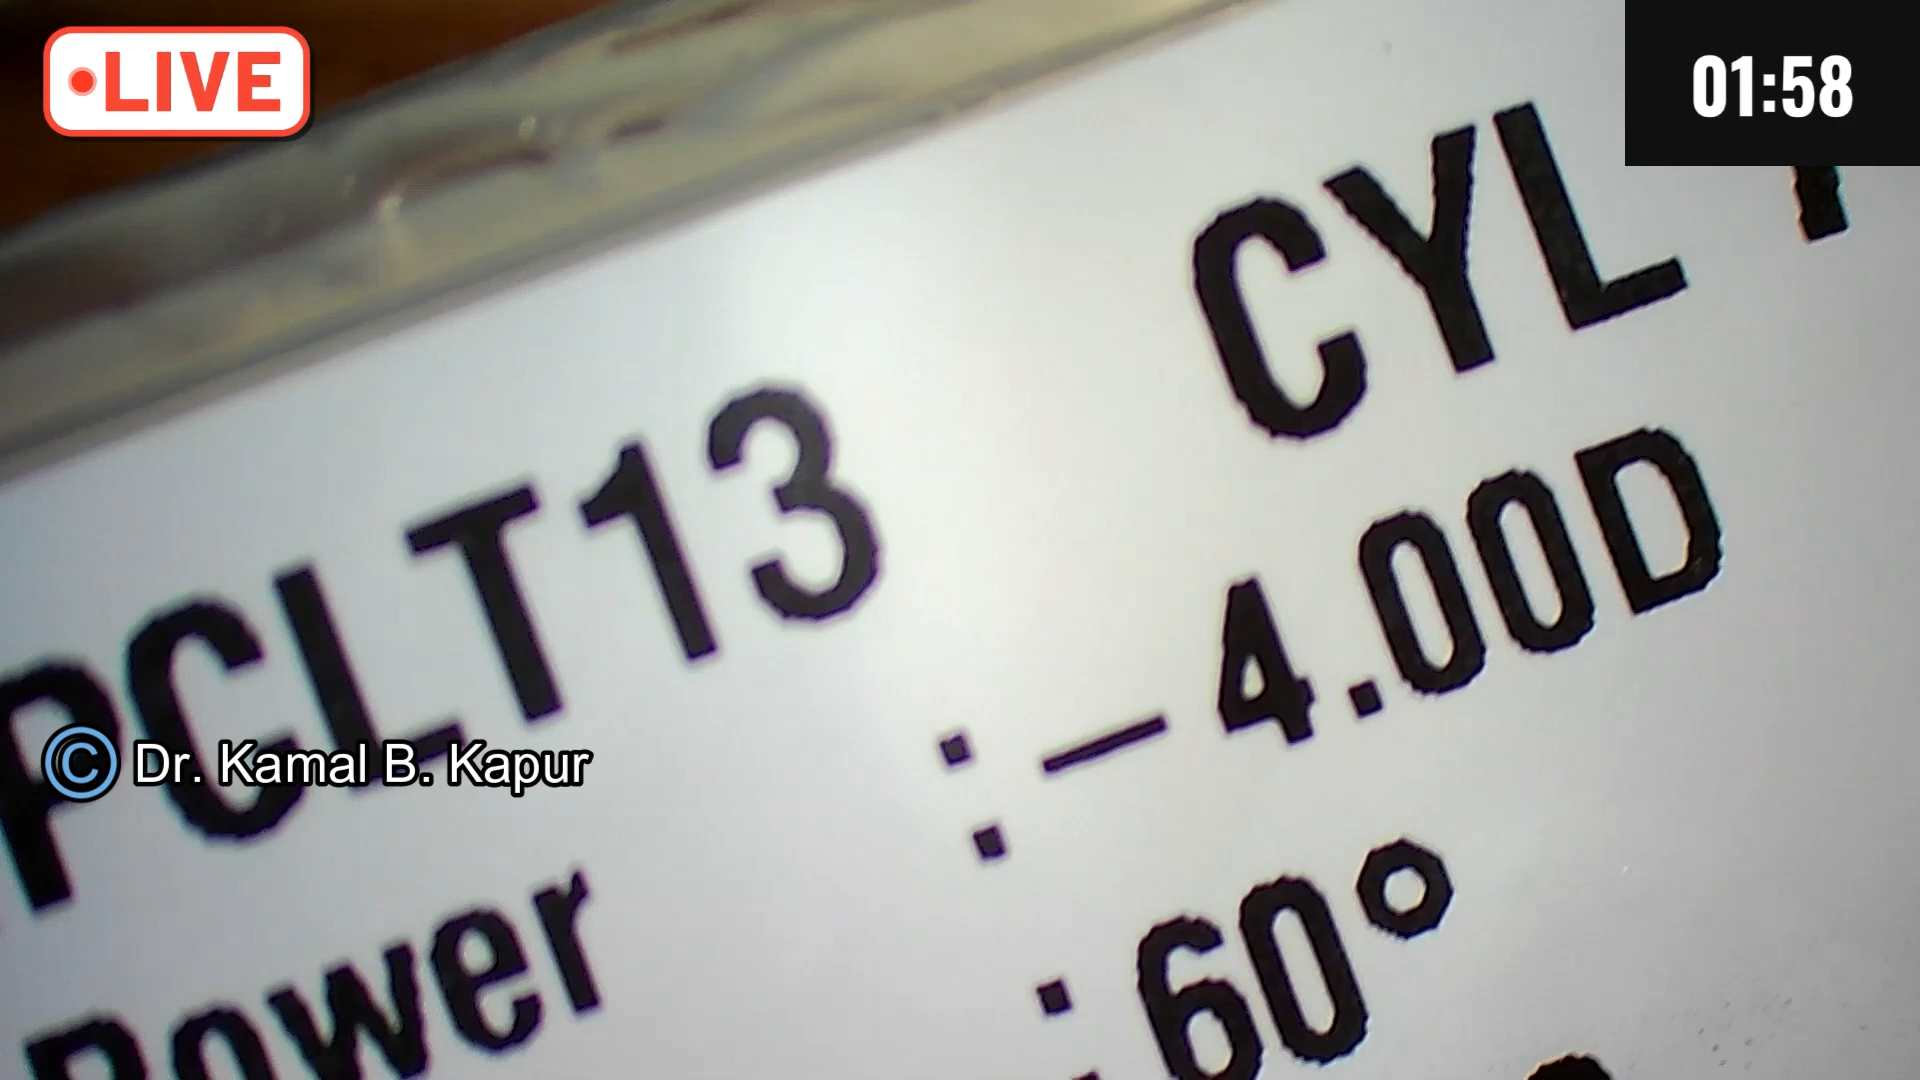 LIVE
01:58
CYL
PCLT13
: – 4.00D
© Dr. Kamal B. Kapur
Power
: 60°